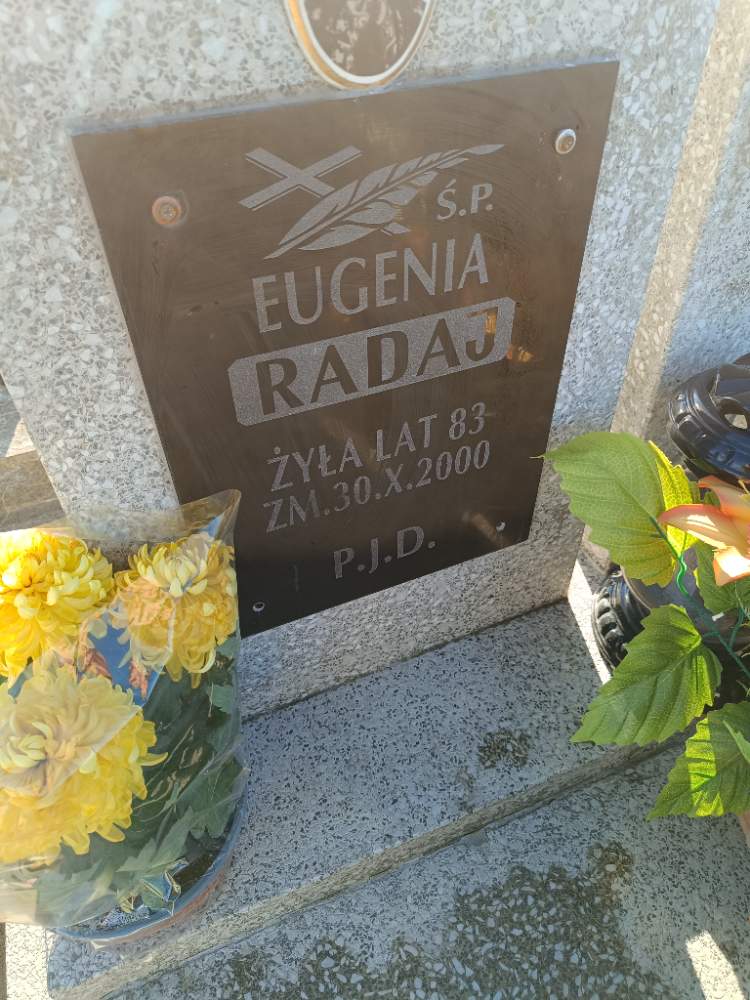 Ś.P.
EUGENIA
RADAJ
ŻYŁA LAT 83
ZM.30.X.2000
P.J.D.